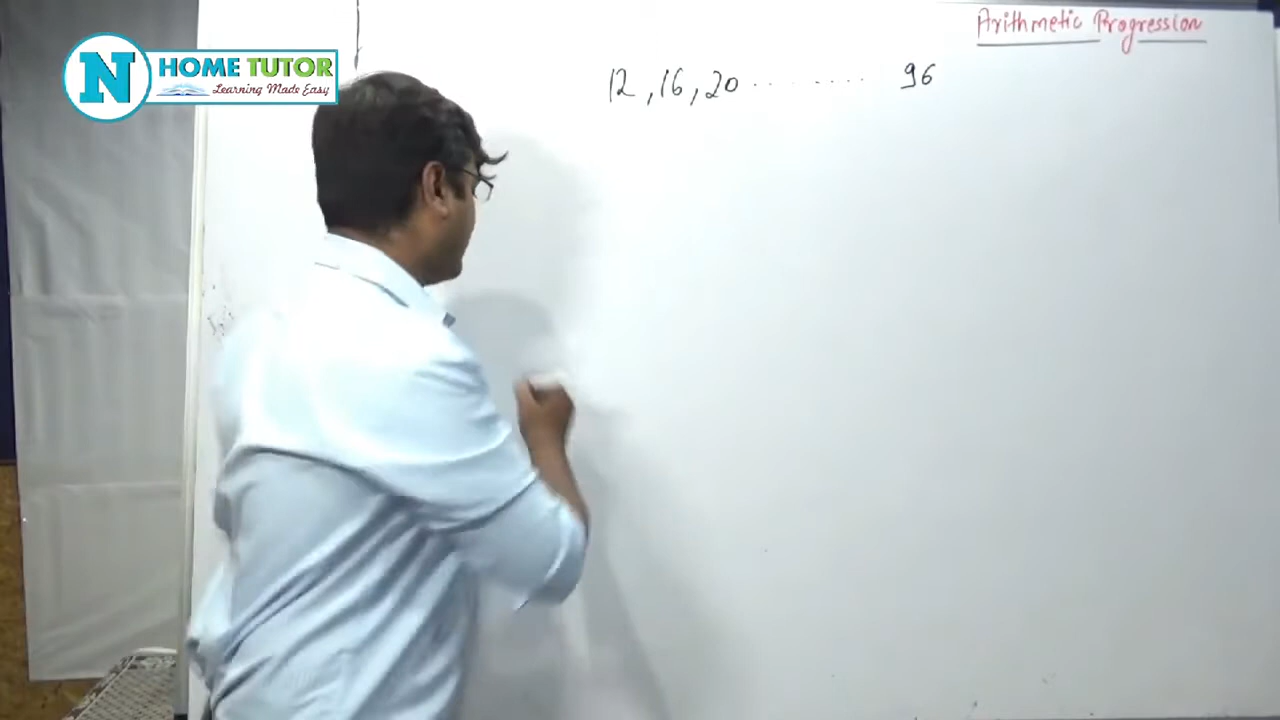 Arithmetic Progression
N HOME TUTOR
Learning Made Easy
12, 16, 20 ......... 96